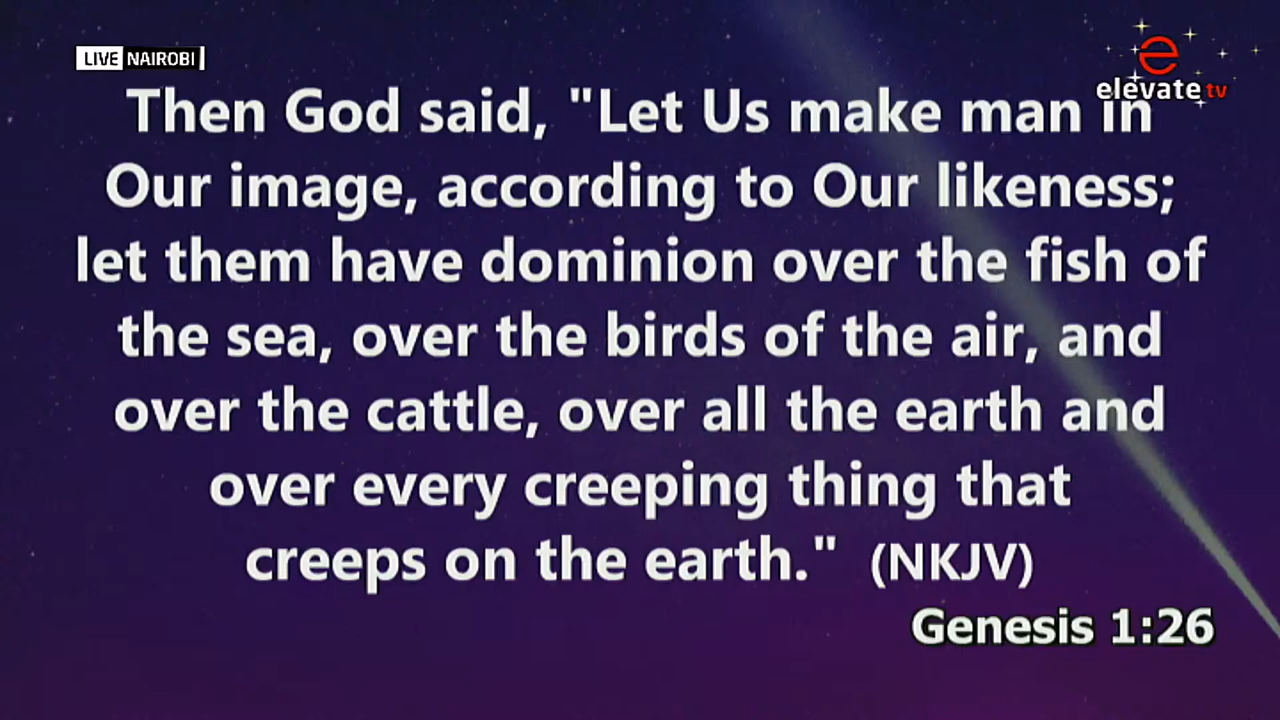 LIVE NAIROBI
elevate tv
Then God said, "Let Us make man in
Our image, according to Our likeness;
let them have dominion over the fish of
the sea, over the birds of the air, and
over the cattle, over all the earth and
over every creeping thing that
creeps on the earth." (NKJV)
Genesis 1:26